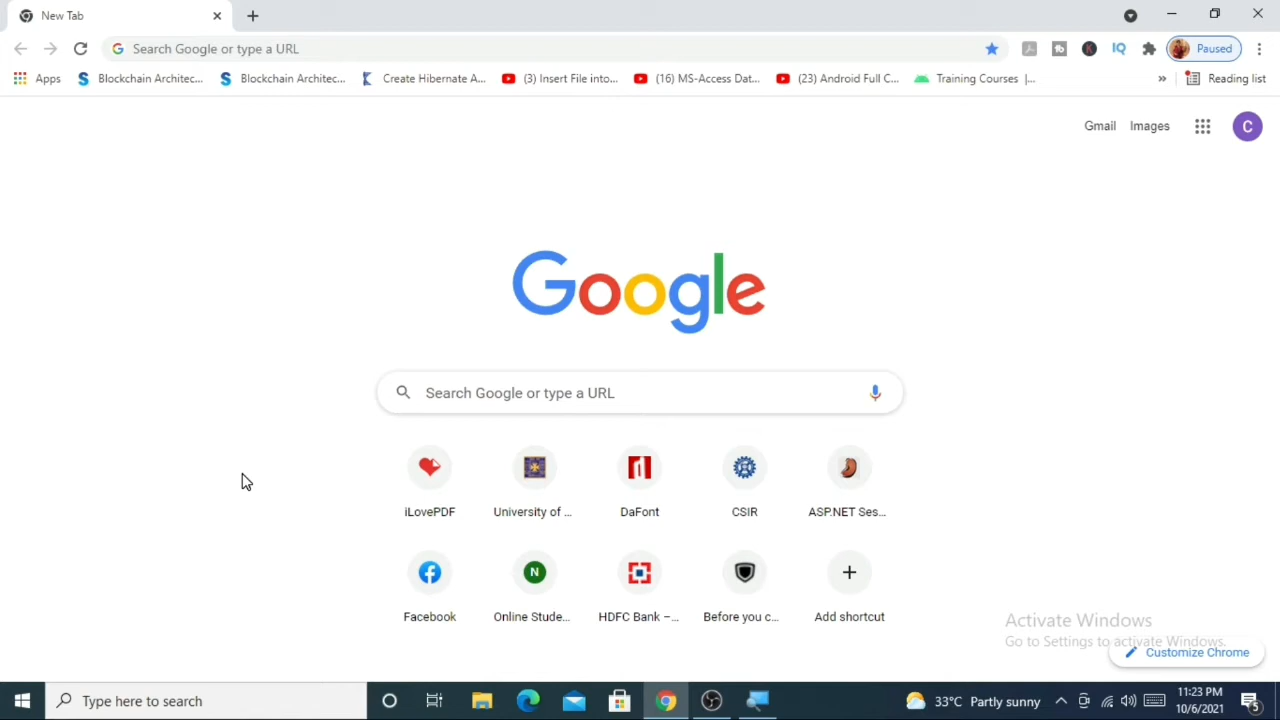 New Tab
Search Google or type a URL
Paused
Apps
Blockchain Architec...
Blockchain Architec...
Create Hibernate A...
(3) Insert File into...
(16) MS-Access Dat...
(23) Android Full C...
Training Courses |...
»
Reading list
Gmail
Images
C
Google
Search Google or type a URL
iLovePDF
University of ...
DaFont
CSIR
ASP.NET Ses...
N
Facebook
Online Stude...
HDFC Bank –...
Before you c...
Add shortcut
Activate Windows
Go to Settings to activate Windows.
Customize Chrome
Type here to search
33°C Partly sunny
11:23 PM
10/6/2021
5